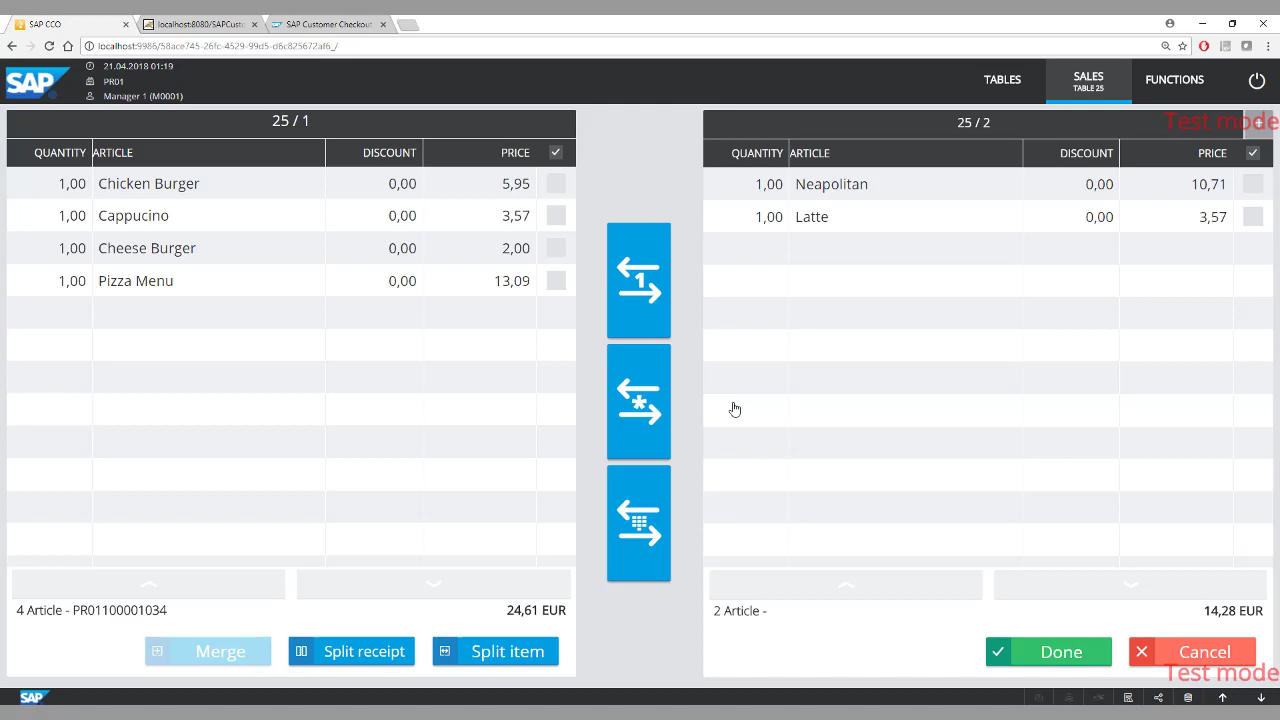 SAP CCO
localhost:8080/SAPCusto
SAP Customer Checkout
localhost:9986/58ace745-26fc-4529-99d5-d6c825672af6_/
SAP
21.04.2018 01:19
PR01
Manager 1 (M0001)
TABLES
SALES
TABLE 25
FUNCTIONS
25 / 1
QUANTITY ARTICLE DISCOUNT PRICE
1,00 Chicken Burger 0,00 5,95
1,00 Cappucino 0,00 3,57
1,00 Cheese Burger 0,00 2,00
1,00 Pizza Menu 0,00 13,09
4 Article - PR01100001034 24,61 EUR
Merge Split receipt Split item
1
*
25 / 2
Test mode
QUANTITY ARTICLE DISCOUNT PRICE
1,00 Neapolitan 0,00 10,71
1,00 Latte 0,00 3,57
2 Article - 14,28 EUR
Done Cancel
Test mode
SAP